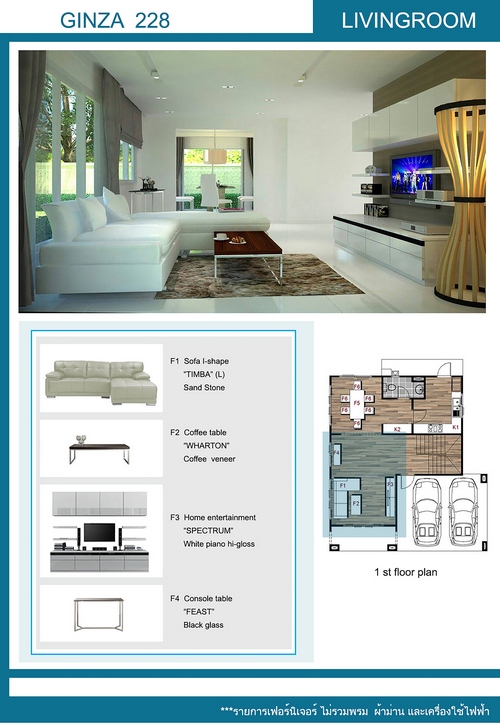 GINZA 228
LIVINGROOM
F1 Sofa l-shape
"TIMBA" (L)
Sand Stone
F2 Coffee table
"WHARTON"
Coffee veneer
F3 Home entertainment
"SPECTRUM"
White piano hi-gloss
F4 Console table
"FEAST"
Black glass
F6
F6 F5 F6
F6 F6
F6
K2
K1
F4
F1
F2
F3
1 st floor plan
***รายการเฟอร์นิเจอร์ ไม่รวมพรม ผ้าม่าน และเครื่องใช้ไฟฟ้า